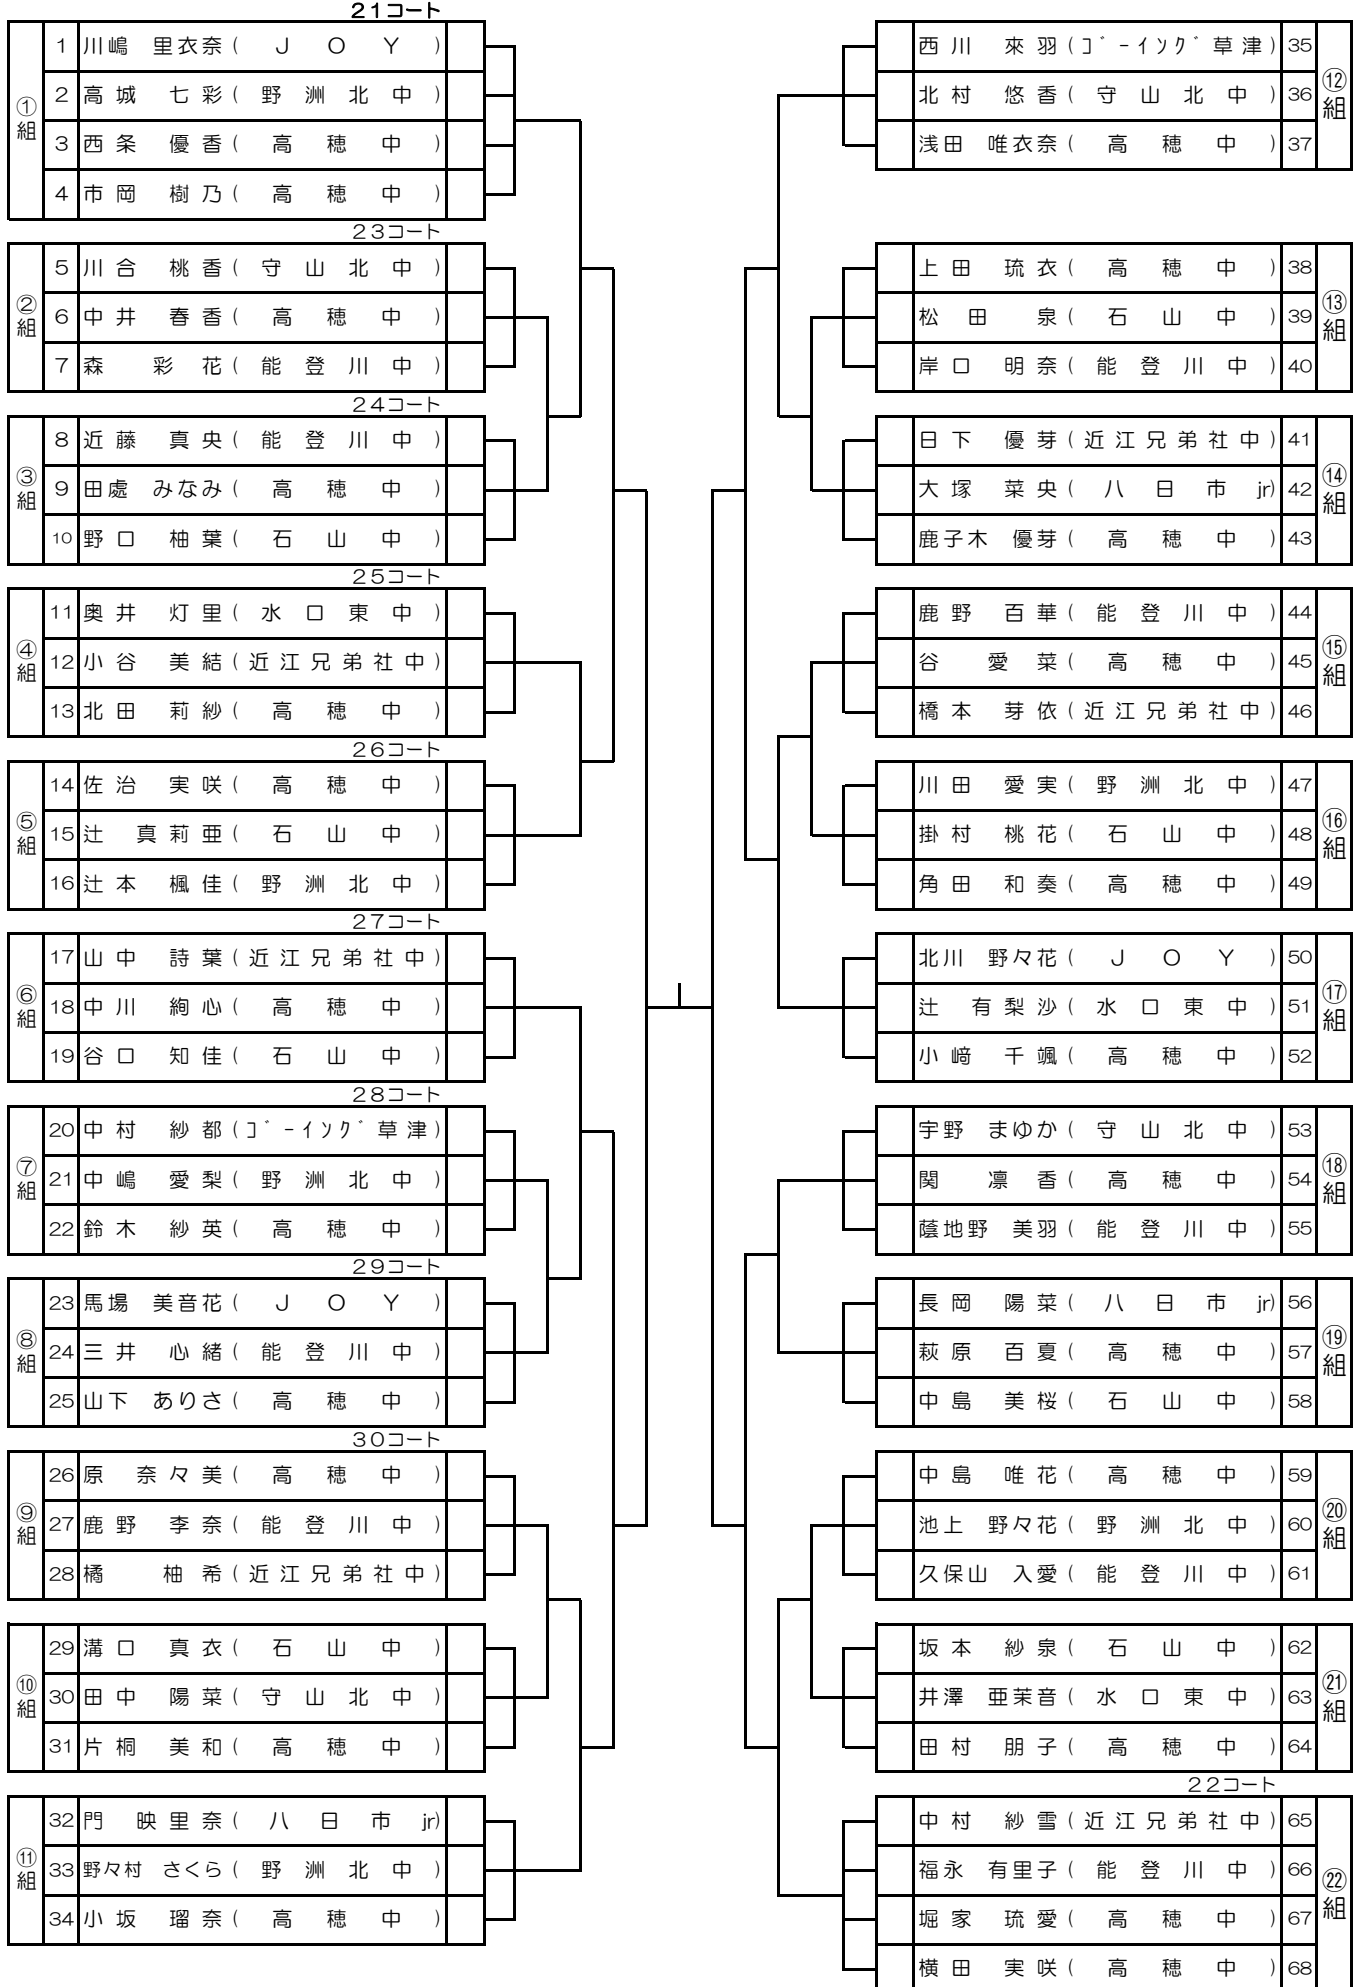 21コート
①組
1 川嶋 里衣奈 ( J O Y )
2 高城 七彩 ( 野洲北中 )
3 西条 優香 ( 高穂中 )
4 市岡 樹乃 ( 高穂中 )
23コート
②組
5 川合 桃香 ( 守山北中 )
6 中井 春香 ( 高穂中 )
7 森 彩花 ( 能登川中 )
24コート
③組
8 近藤 真央 ( 能登川中 )
9 田處 みなみ ( 高穂中 )
10 野口 柚葉 ( 石山中 )
25コート
④組
11 奥井 灯里 ( 水口東中 )
12 小谷 美結 ( 近江兄弟社中 )
13 北田 莉紗 ( 高穂中 )
26コート
⑤組
14 佐治 実咲 ( 高穂中 )
15 辻 真莉亜 ( 石山中 )
16 辻本 楓佳 ( 野洲北中 )
27コート
⑥組
17 山中 詩葉 ( 近江兄弟社中 )
18 中川 絢心 ( 高穂中 )
19 谷口 知佳 ( 石山中 )
28コート
⑦組
20 中村 紗都 ( ｺﾞｰｲﾝｸﾞ草津 )
21 中嶋 愛梨 ( 野洲北中 )
22 鈴木 紗英 ( 高穂中 )
29コート
⑧組
23 馬場 美音花 ( J O Y )
24 三井 心緒 ( 能登川中 )
25 山下 ありさ ( 高穂中 )
30コート
⑨組
26 原 奈々美 ( 高穂中 )
27 鹿野 李奈 ( 能登川中 )
28 橘 柚希 ( 近江兄弟社中 )
⑩組
29 溝口 真衣 ( 石山中 )
30 田中 陽菜 ( 守山北中 )
31 片桐 美和 ( 高穂中 )
⑪組
32 門 映里奈 ( 八日市 jr)
33 野々村 さくら ( 野洲北中 )
34 小坂 瑠奈 ( 高穂中 )
西川 來羽 ( ｺﾞｰｲﾝｸﾞ草津 ) 35
北村 悠香 ( 守山北中 ) 36
浅田 唯衣奈 ( 高穂中 ) 37
⑫組
上田 琉衣 ( 高穂中 ) 38
松田 泉 ( 石山中 ) 39
岸口 明奈 ( 能登川中 ) 40
⑬組
日下 優芽 ( 近江兄弟社中 ) 41
大塚 菜央 ( 八日市 jr) 42
鹿子木 優芽 ( 高穂中 ) 43
⑭組
鹿野 百華 ( 能登川中 ) 44
谷 愛菜 ( 高穂中 ) 45
橋本 芽依 ( 近江兄弟社中 ) 46
⑮組
川田 愛実 ( 野洲北中 ) 47
掛村 桃花 ( 石山中 ) 48
角田 和奏 ( 高穂中 ) 49
⑯組
北川 野々花 ( J O Y ) 50
辻 有梨沙 ( 水口東中 ) 51
小﨑 千颯 ( 高穂中 ) 52
⑰組
宇野 まゆか ( 守山北中 ) 53
関 凛香 ( 高穂中 ) 54
蔭地野 美羽 ( 能登川中 ) 55
⑱組
長岡 陽菜 ( 八日市 jr) 56
萩原 百夏 ( 高穂中 ) 57
中島 美桜 ( 石山中 ) 58
⑲組
中島 唯花 ( 高穂中 ) 59
池上 野々花 ( 野洲北中 ) 60
久保山 入愛 ( 能登川中 ) 61
⑳組
坂本 紗泉 ( 石山中 ) 62
井澤 亜茉音 ( 水口東中 ) 63
田村 朋子 ( 高穂中 ) 64
㉑組
22コート
中村 紗雪 ( 近江兄弟社中 ) 65
福永 有里子 ( 能登川中 ) 66
堀家 琉愛 ( 高穂中 ) 67
横田 実咲 ( 高穂中 ) 68
㉒組